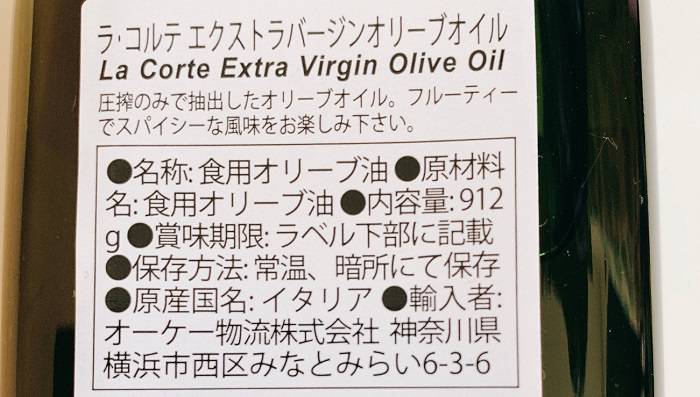 ラ・コルテ エクストラバージンオリーブオイル
La Corte Extra Virgin Olive Oil
圧搾のみで抽出したオリーブオイル。フルーティー
でスパイシーな風味をお楽しみ下さい。
●名称:食用オリーブ油 ●原材料
名:食用オリーブ油 ●内容量:912
g ●賞味期限:ラベル下部に記載
●保存方法:常温、暗所にて保存
●原産国名:イタリア ●輸入者:
オーケー物流株式会社 神奈川県
横浜市西区みなとみらい6-3-6